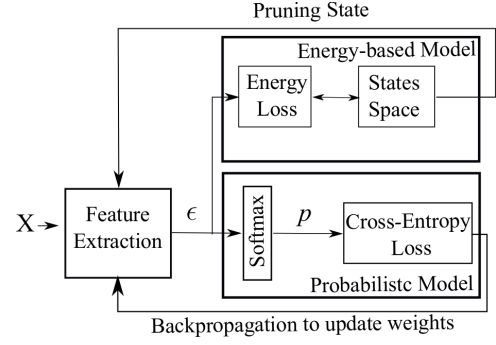 Pruning State
Energy-based Model
Energy
Loss
States
Space
X
Feature
Extraction
ϵ
Softmax
p
Cross-Entropy
Loss
Probabilistc Model
Backpropagation to update weights